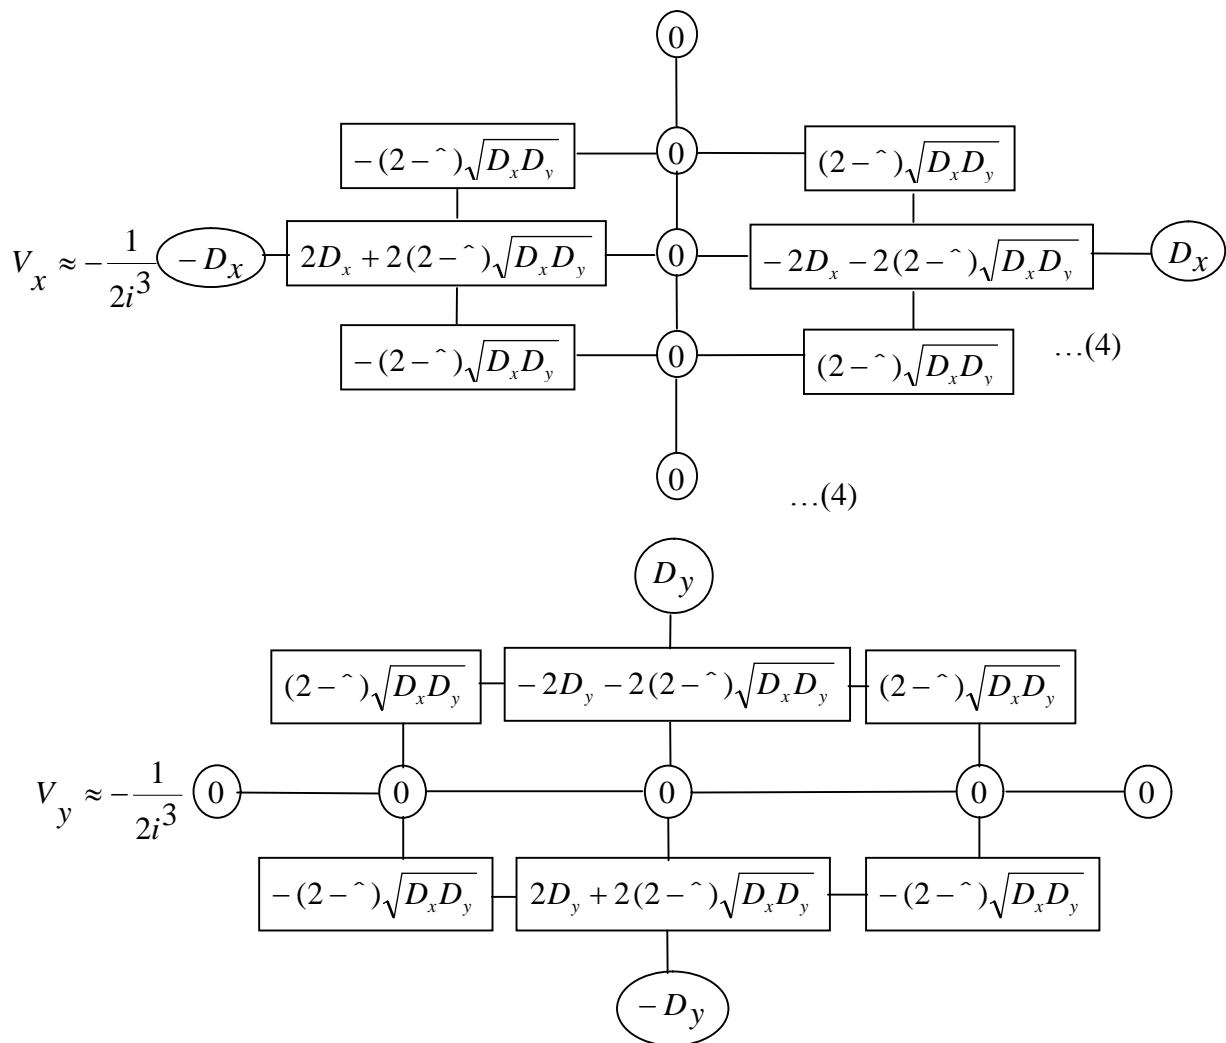 0
−(2−ˆ)√DxDy 0 (2−ˆ)√DxDy
Vx ≈ − 1/2i³ −Dx 2Dx + 2(2−ˆ)√DxDy 0 −2Dx − 2(2−ˆ)√DxDy Dx
−(2−ˆ)√DxDy 0 (2−ˆ)√DxDy …(4)
0
…(4)
Dy
(2−ˆ)√DxDy −2Dy − 2(2−ˆ)√DxDy (2−ˆ)√DxDy
Vy ≈ − 1/2i³ 0 0 0 0 0
−(2−ˆ)√DxDy 2Dy + 2(2−ˆ)√DxDy −(2−ˆ)√DxDy
−Dy